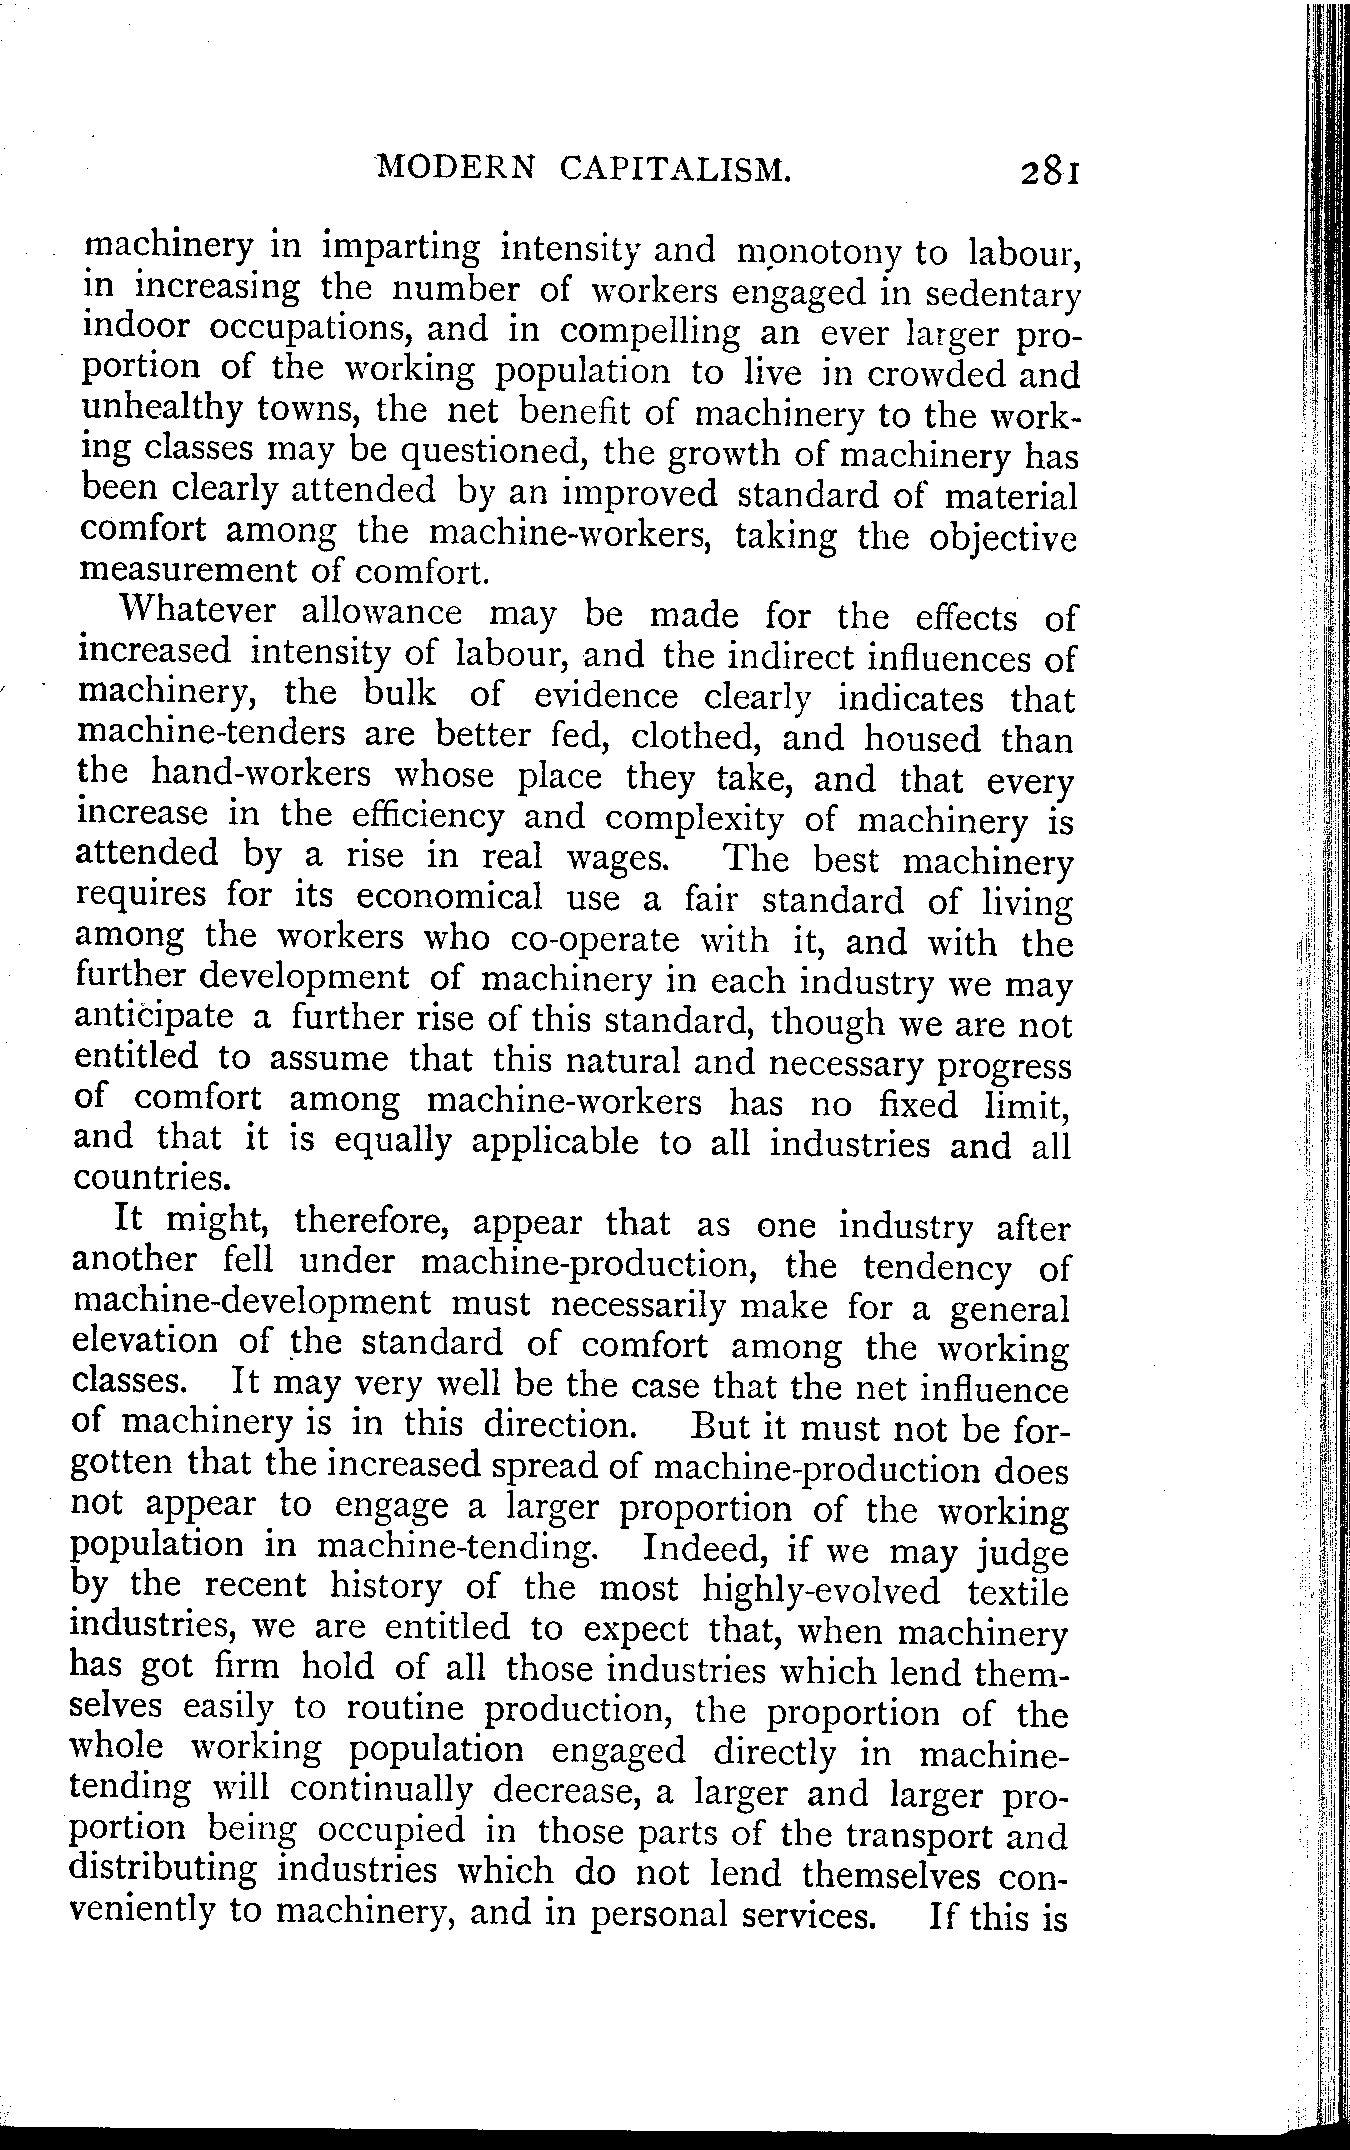 MODERN CAPITALISM. 281
machinery in imparting intensity and monotony to labour,
in increasing the number of workers engaged in sedentary
indoor occupations, and in compelling an ever larger pro-
portion of the working population to live in crowded and
unhealthy towns, the net benefit of machinery to the work-
ing classes may be questioned, the growth of machinery has
been clearly attended by an improved standard of material
comfort among the machine-workers, taking the objective
measurement of comfort.
Whatever allowance may be made for the effects of
increased intensity of labour, and the indirect influences of
machinery, the bulk of evidence clearly indicates that
machine-tenders are better fed, clothed, and housed than
the hand-workers whose place they take, and that every
increase in the efficiency and complexity of machinery is
attended by a rise in real wages. The best machinery
requires for its economical use a fair standard of living
among the workers who co-operate with it, and with the
further development of machinery in each industry we may
anticipate a further rise of this standard, though we are not
entitled to assume that this natural and necessary progress
of comfort among machine-workers has no fixed limit,
and that it is equally applicable to all industries and all
countries.
It might, therefore, appear that as one industry after
another fell under machine-production, the tendency of
machine-development must necessarily make for a general
elevation of the standard of comfort among the working
classes. It may very well be the case that the net influence
of machinery is in this direction. But it must not be for-
gotten that the increased spread of machine-production does
not appear to engage a larger proportion of the working
population in machine-tending. Indeed, if we may judge
by the recent history of the most highly-evolved textile
industries, we are entitled to expect that, when machinery
has got firm hold of all those industries which lend them-
selves easily to routine production, the proportion of the
whole working population engaged directly in machine-
tending will continually decrease, a larger and larger pro-
portion being occupied in those parts of the transport and
distributing industries which do not lend themselves con-
veniently to machinery, and in personal services. If this is